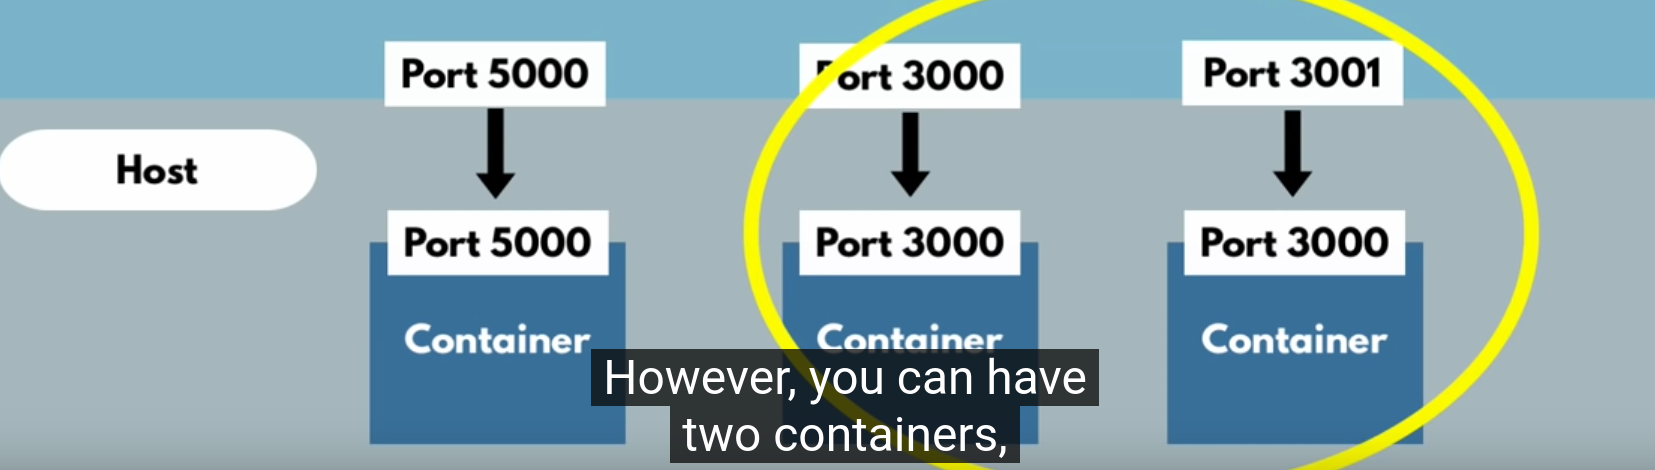 Port 5000
Port 3000
Port 3001
Host
Port 5000
Port 3000
Port 3000
Container
Container
Container
However, you can have
two containers,